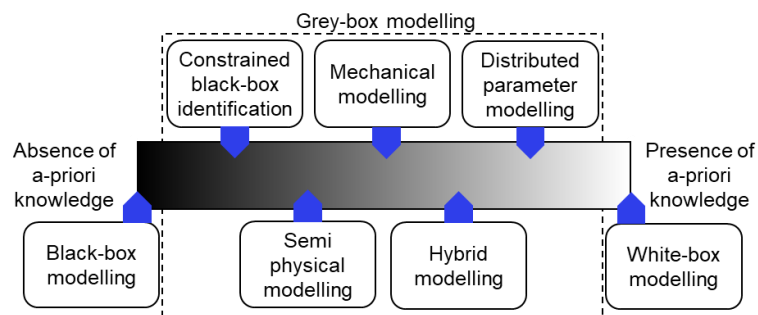 Grey-box modelling
Constrained
black-box
identification
Mechanical
modelling
Distributed
parameter
modelling
Absence of
a-priori
knowledge
Presence of
a-priori
knowledge
Black-box
modelling
Semi
physical
modelling
Hybrid
modelling
White-box
modelling